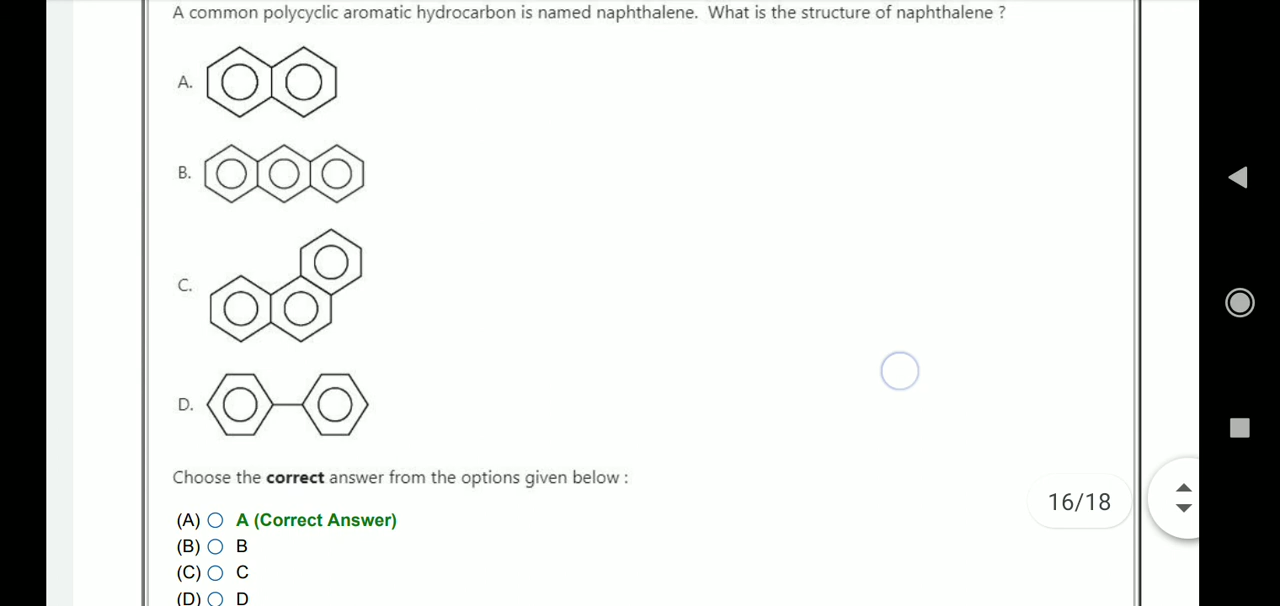 A common polycyclic aromatic hydrocarbon is named naphthalene. What is the structure of naphthalene ?
A.
B.
C.
D.
Choose the correct answer from the options given below :
16/18
(A) A (Correct Answer)
(B) B
(C) C
(D) D